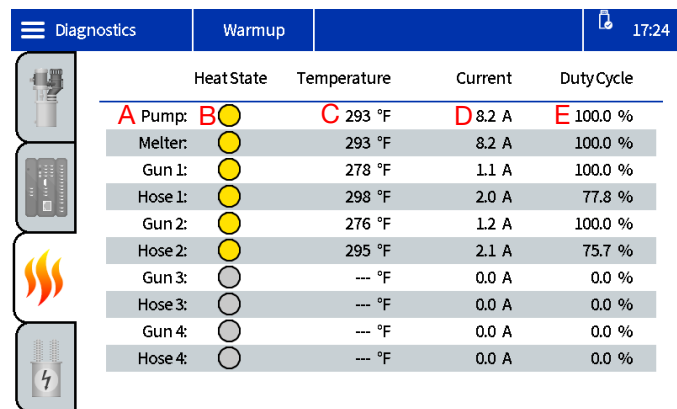 Diagnostics Warmup 17:24
Heat State Temperature Current Duty Cycle
A Pump: B C 293 °F D 8.2 A E 100.0 %
Melter: 293 °F 8.2 A 100.0 %
Gun 1: 278 °F 1.1 A 100.0 %
Hose 1: 298 °F 2.0 A 77.8 %
Gun 2: 276 °F 1.2 A 100.0 %
Hose 2: 295 °F 2.1 A 75.7 %
Gun 3: --- °F 0.0 A 0.0 %
Hose 3: --- °F 0.0 A 0.0 %
Gun 4: --- °F 0.0 A 0.0 %
Hose 4: --- °F 0.0 A 0.0 %